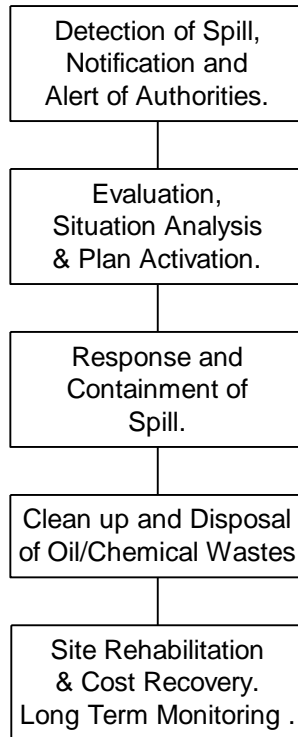 Detection of Spill,
Notification and
Alert of Authorities.
Evaluation,
Situation Analysis
& Plan Activation.
Response and
Containment of
Spill.
Clean up and Disposal
of Oil/Chemical Wastes
Site Rehabilitation
& Cost Recovery.
Long Term Monitoring .